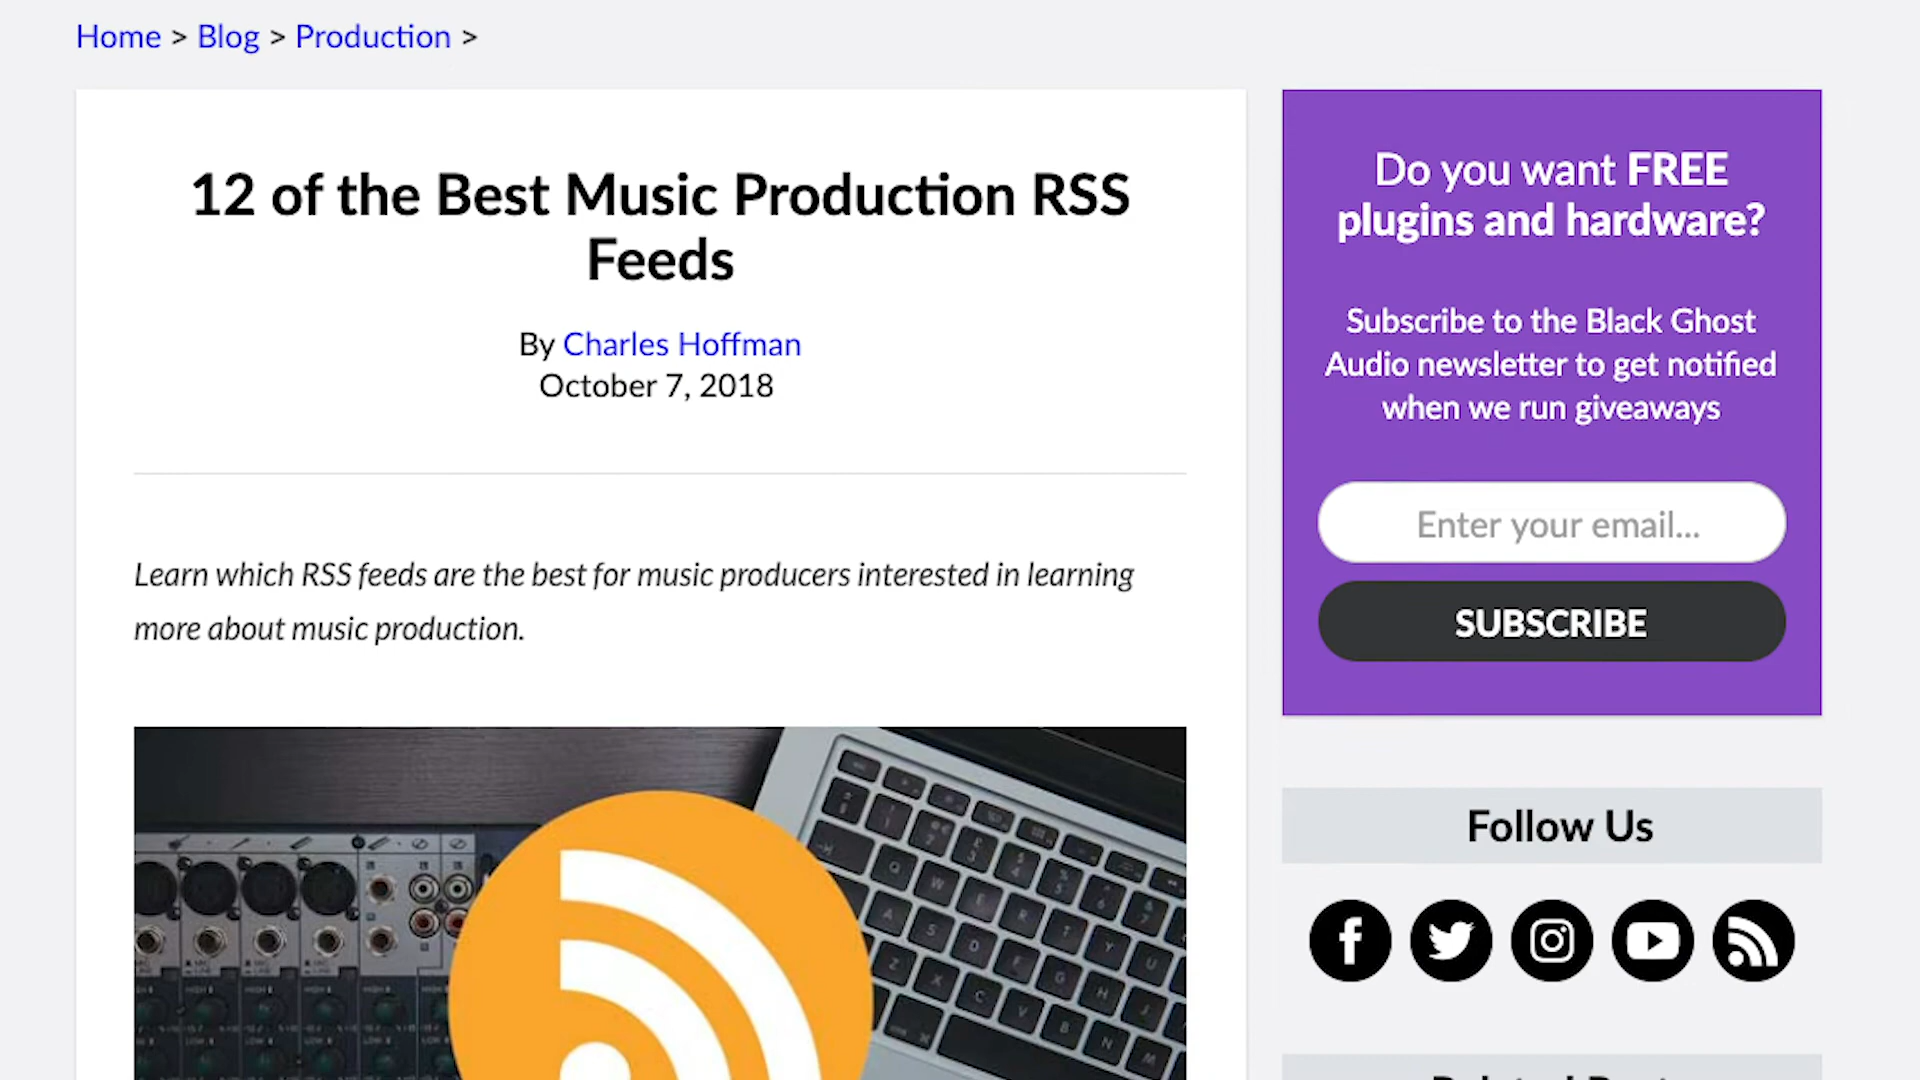 Home > Blog > Production >
12 of the Best Music Production RSS
Feeds
By Charles Hoffman
October 7, 2018
Learn which RSS feeds are the best for music producers interested in learning
more about music production.
Do you want FREE
plugins and hardware?
Subscribe to the Black Ghost
Audio newsletter to get notified
when we run giveaways
Enter your email...
SUBSCRIBE
Follow Us